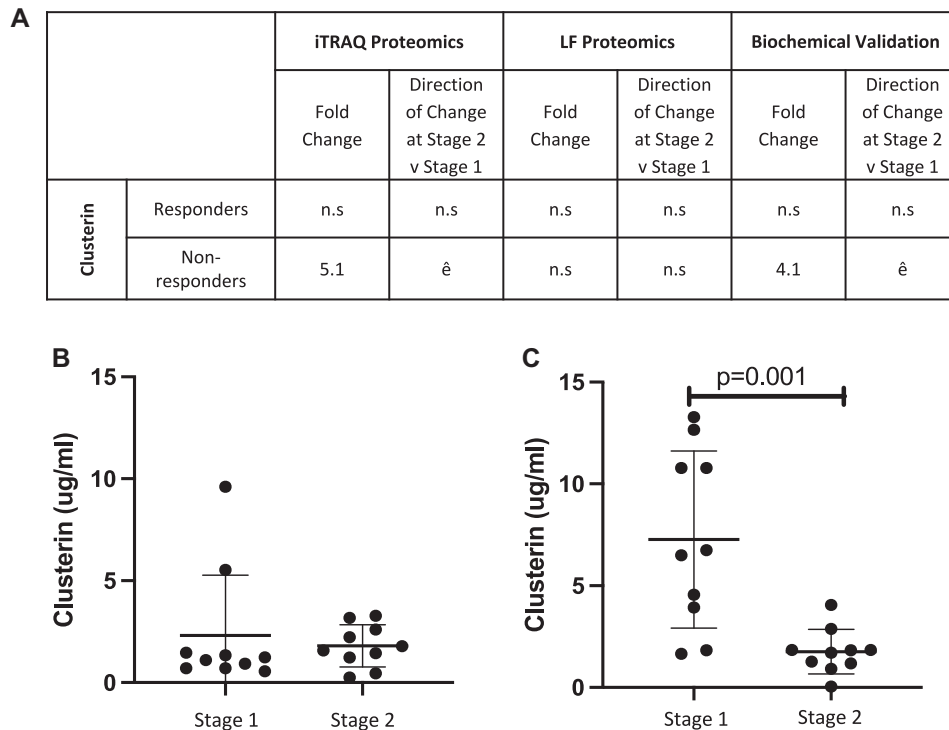 A
iTRAQ Proteomics
LF Proteomics
Biochemical Validation
Fold
Change
Direction
of Change
at Stage 2
v Stage 1
Fold
Change
Direction
of Change
at Stage 2
v Stage 1
Fold
Change
Direction
of Change
at Stage 2
v Stage 1
Clusterin
Responders
n.s
n.s
n.s
n.s
n.s
n.s
Non-
responders
5.1
ê
n.s
n.s
4.1
ê
B
Clusterin (ug/ml)
15
10
5
0
Stage 1
Stage 2
C
p=0.001
Clusterin (ug/ml)
15
10
5
0
Stage 1
Stage 2